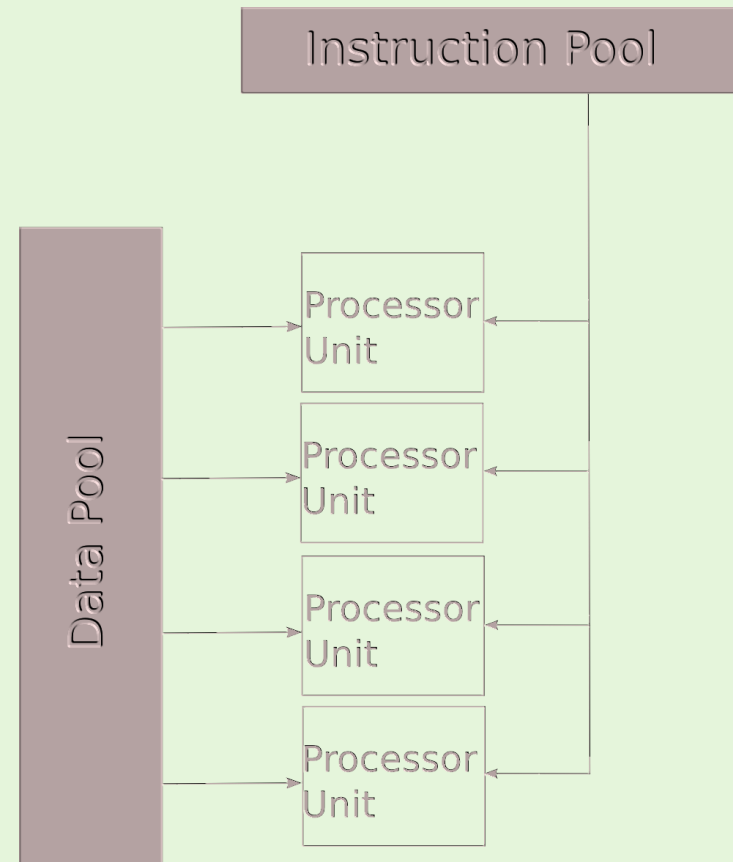 Instruction Pool
Processor
Unit
Processor
Unit
Data Pool
Processor
Unit
Processor
Unit